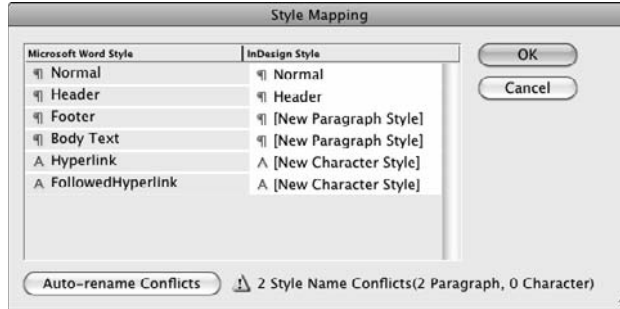 Style Mapping
Microsoft Word Style InDesign Style
¶ Normal ¶ Normal
¶ Header ¶ Header
¶ Footer ¶ [New Paragraph Style]
¶ Body Text ¶ [New Paragraph Style]
A Hyperlink A [New Character Style]
A FollowedHyperlink A [New Character Style]
OK
Cancel
Auto-rename Conflicts 2 Style Name Conflicts(2 Paragraph, 0 Character)